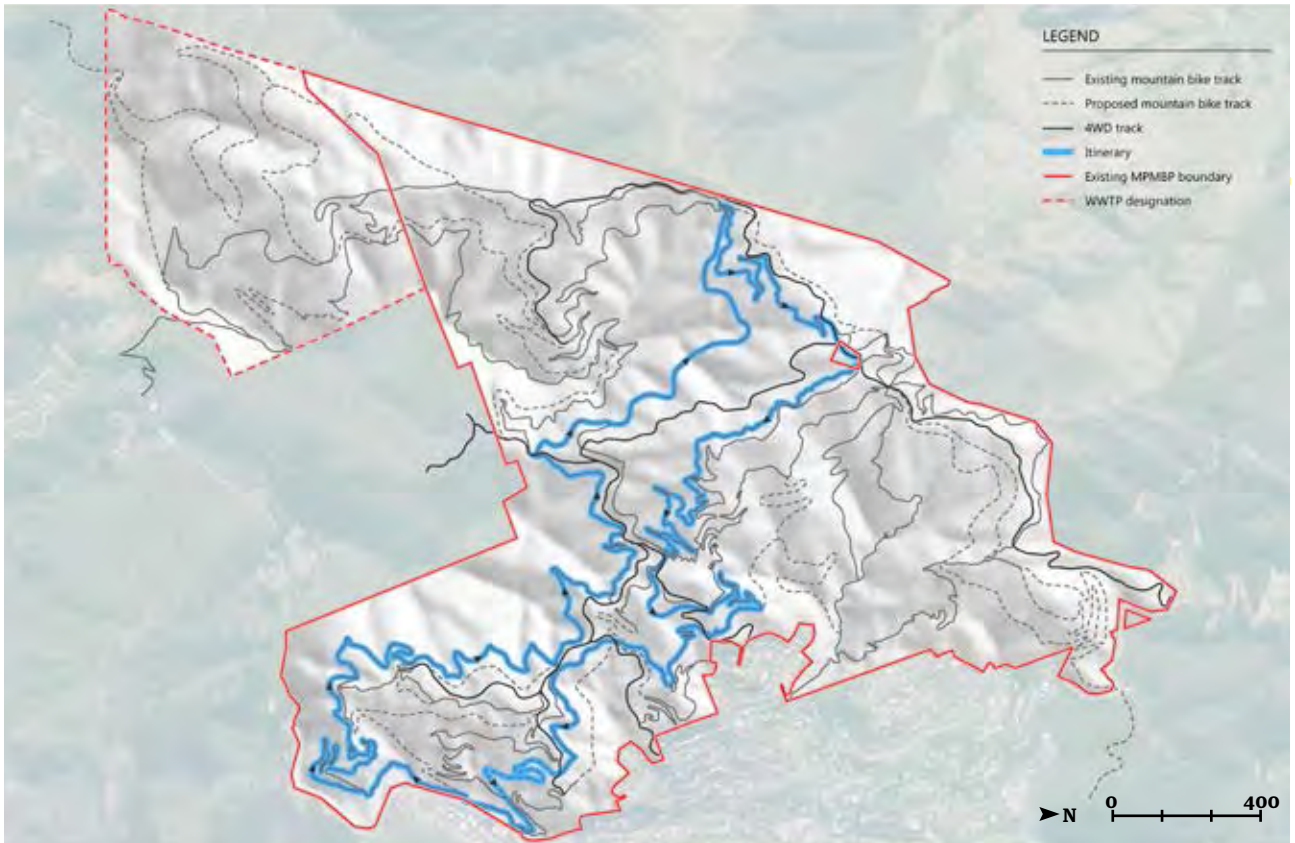 LEGEND
Existing mountain bike track
Proposed mountain bike track
4WD track
Itinerary
Existing MPMBP boundary
WWTP designation
N 0 400